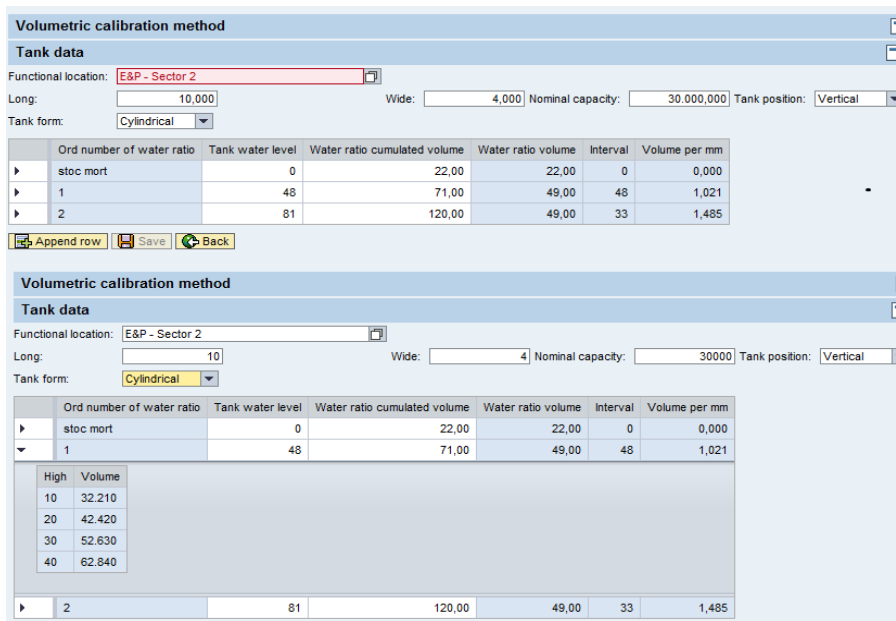 Volumetric calibration method
Tank data
Functional location: E&P - Sector 2
Long: 10,000 Wide: 4,000 Nominal capacity: 30.000,000 Tank position: Vertical
Tank form: Cylindrical
Ord number of water ratio Tank water level Water ratio cumulated volume Water ratio volume Interval Volume per mm
stoc mort 0 22,00 22,00 0 0,000
1 48 71,00 49,00 48 1,021
2 81 120,00 49,00 33 1,485
Append row Save Back
Volumetric calibration method
Tank data
Functional location: E&P - Sector 2
Long: 10 Wide: 4 Nominal capacity: 30000 Tank position: Vertical
Tank form: Cylindrical
Ord number of water ratio Tank water level Water ratio cumulated volume Water ratio volume Interval Volume per mm
stoc mort 0 22,00 22,00 0 0,000
1 48 71,00 49,00 48 1,021
High Volume
10 32.210
20 42.420
30 52.630
40 62.840
2 81 120,00 49,00 33 1,485